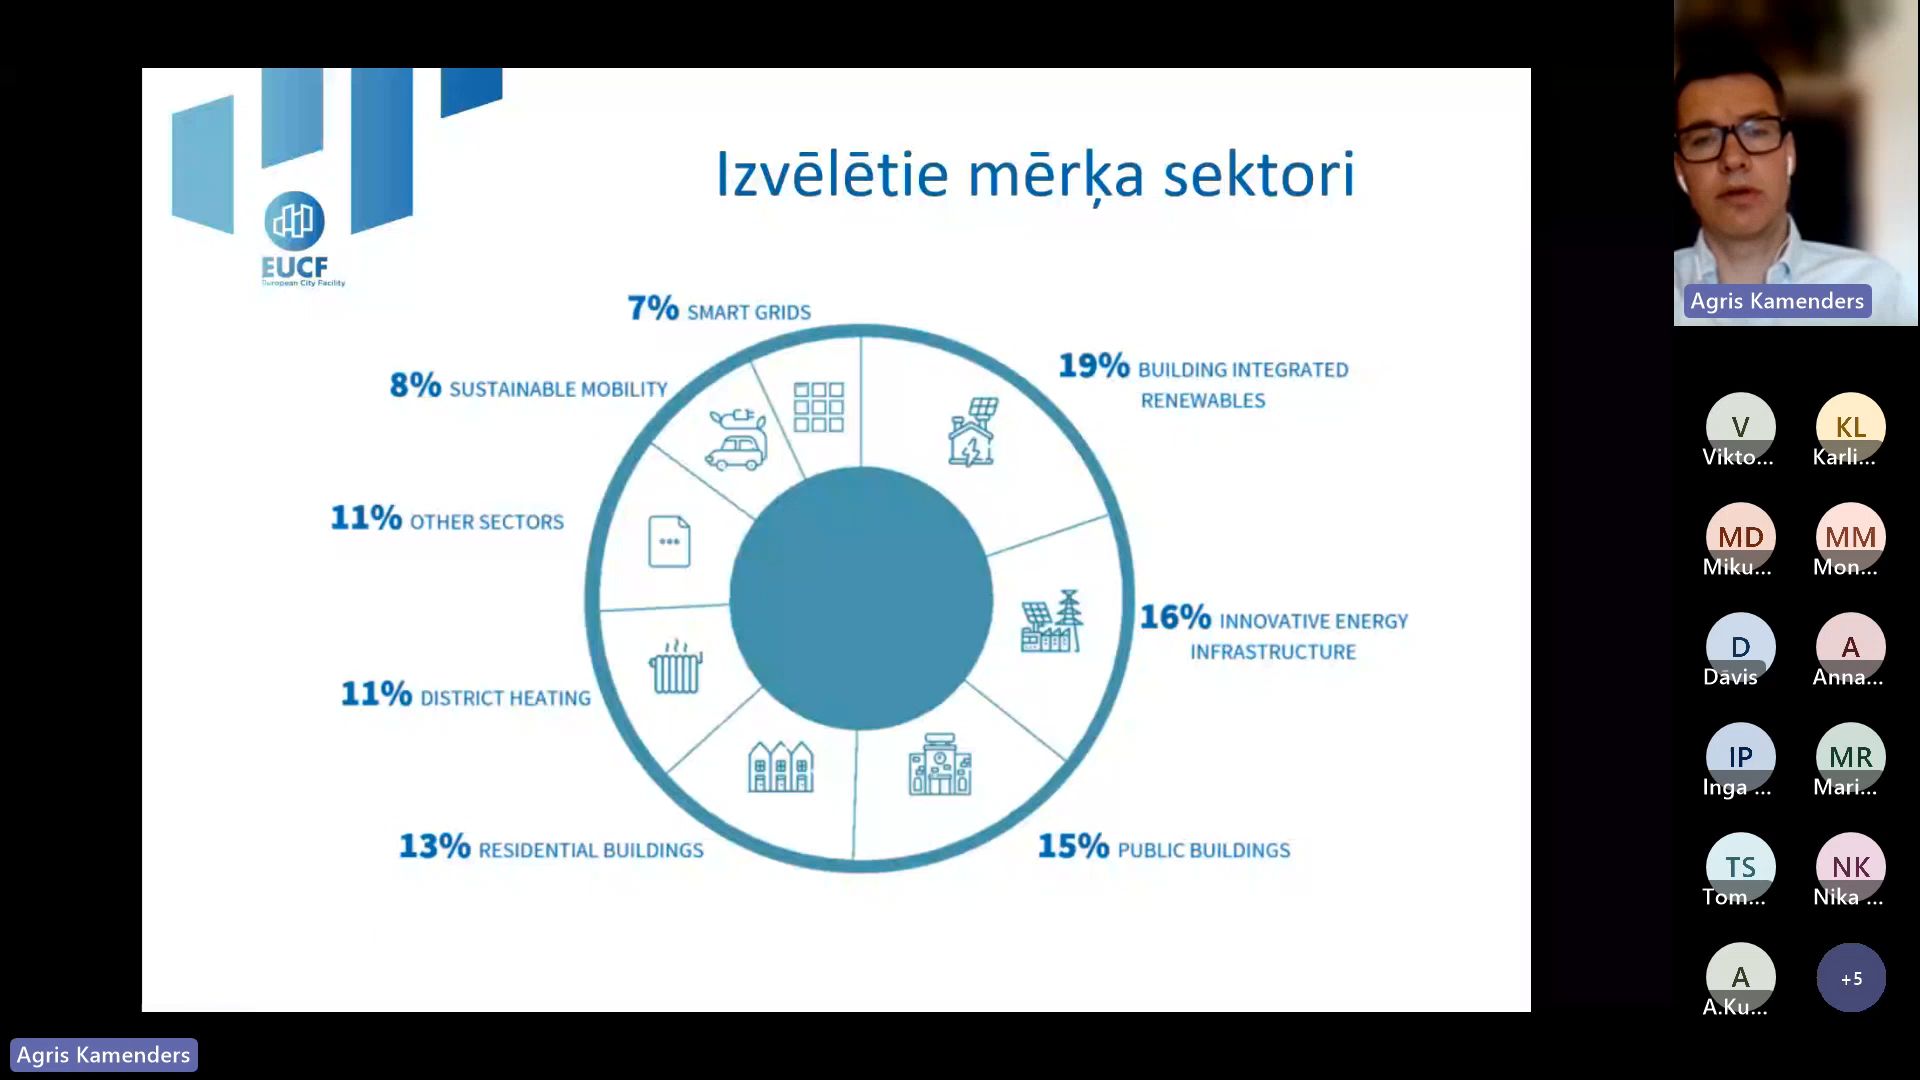 Izvēlētie mērķa sektori
EUCF
European City Facility
7% SMART GRIDS
19% BUILDING INTEGRATED
RENEWABLES
8% SUSTAINABLE MOBILITY
11% OTHER SECTORS
16% INNOVATIVE ENERGY
INFRASTRUCTURE
11% DISTRICT HEATING
13% RESIDENTIAL BUILDINGS
15% PUBLIC BUILDINGS
Agris Kamenders
Agris Kamenders
V
Vikto...
KL
Karli...
MD
Miku...
MM
Mon...
D
Dāvis
A
Anna...
IP
Inga ...
MR
Mari...
TS
Tom...
NK
Nika ...
A
A.Ku...
+5